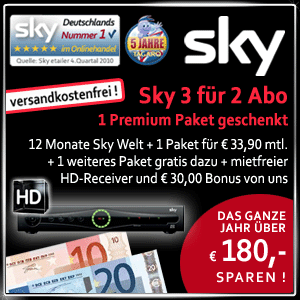 sky
Deutschlands
Nummer 1
im Onlinehandel
Quelle: Sky etailer 4.Quartal 2010
5 JAHRE
sky
versandkostenfrei !
Sky 3 für 2 Abo
1 Premium Paket geschenkt
12 Monate Sky Welt + 1 Paket für € 33,90 mtl.
+ 1 weiteres Paket gratis dazu + mietfreier
HD-Receiver und € 30,00 Bonus von uns
HD
sky
DAS GANZE
JAHR ÜBER
€ 180,-
SPAREN !
10
20